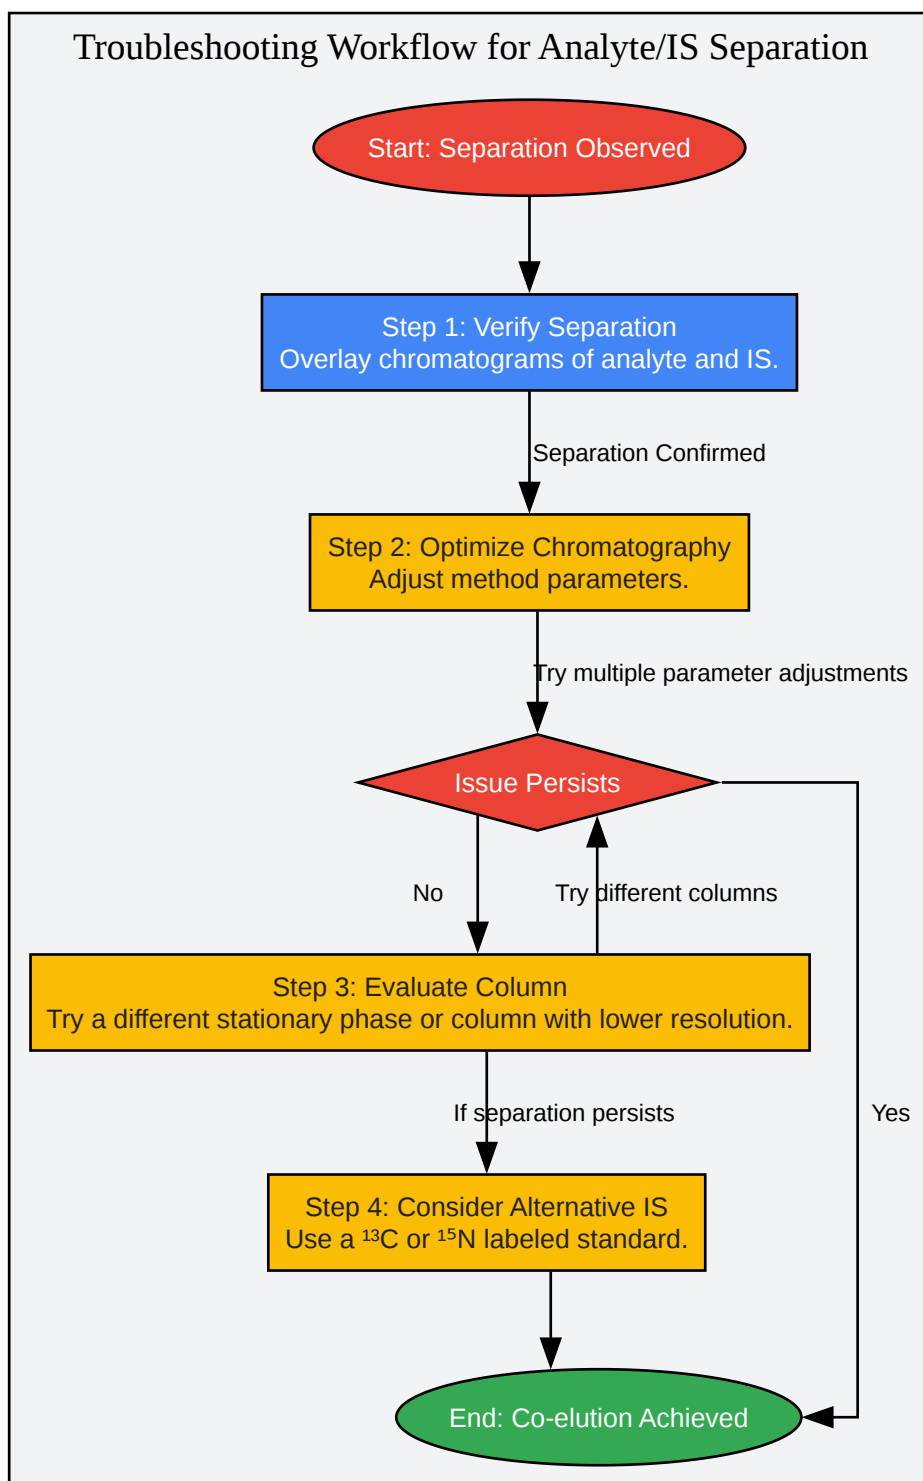 Troubleshooting Workflow for Analyte/IS Separation
Start: Separation Observed
Step 1: Verify Separation
Overlay chromatograms of analyte and IS.
Separation Confirmed
Step 2: Optimize Chromatography
Adjust method parameters.
Try multiple parameter adjustments
Issue Persists
No
Try different columns
Step 3: Evaluate Column
Try a different stationary phase or column with lower resolution.
If separation persists
Yes
Step 4: Consider Alternative IS
Use a ¹³C or ¹⁵N labeled standard.
End: Co-elution Achieved